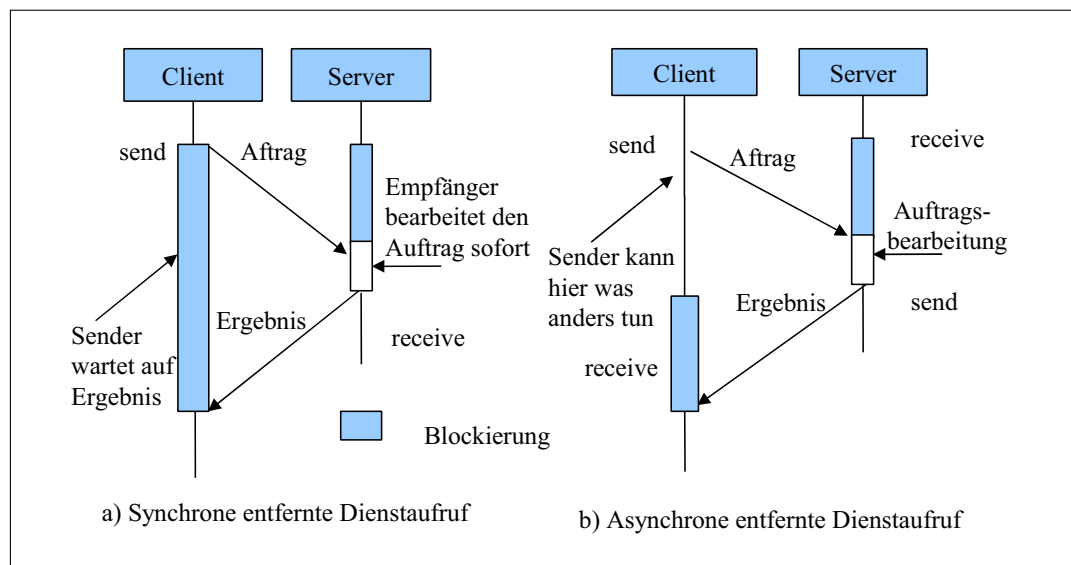 Client
Server
send
Aftrag
Empfänger
bearbeitet den
Auftrag sofort
Sender
wartet auf
Ergebnis
Ergebnis
receive
Blockierung
a) Synchrone entfernte Dienstaufruf
Client
Server
send
Aftrag
receive
Auftrags-
bearbeitung
Sender kann
hier was
anders tun
Ergebnis
send
receive
b) Asynchrone entfernte Dienstaufruf